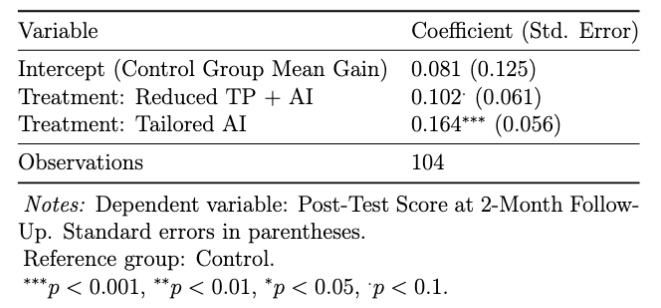 Variable Coefficient (Std. Error)
Intercept (Control Group Mean Gain) 0.081 (0.125)
Treatment: Reduced TP + AI 0.102· (0.061)
Treatment: Tailored AI 0.164*** (0.056)
Observations 104
Notes: Dependent variable: Post-Test Score at 2-Month Follow-
Up. Standard errors in parentheses.
Reference group: Control.
***p < 0.001, **p < 0.01, *p < 0.05, ·p < 0.1.